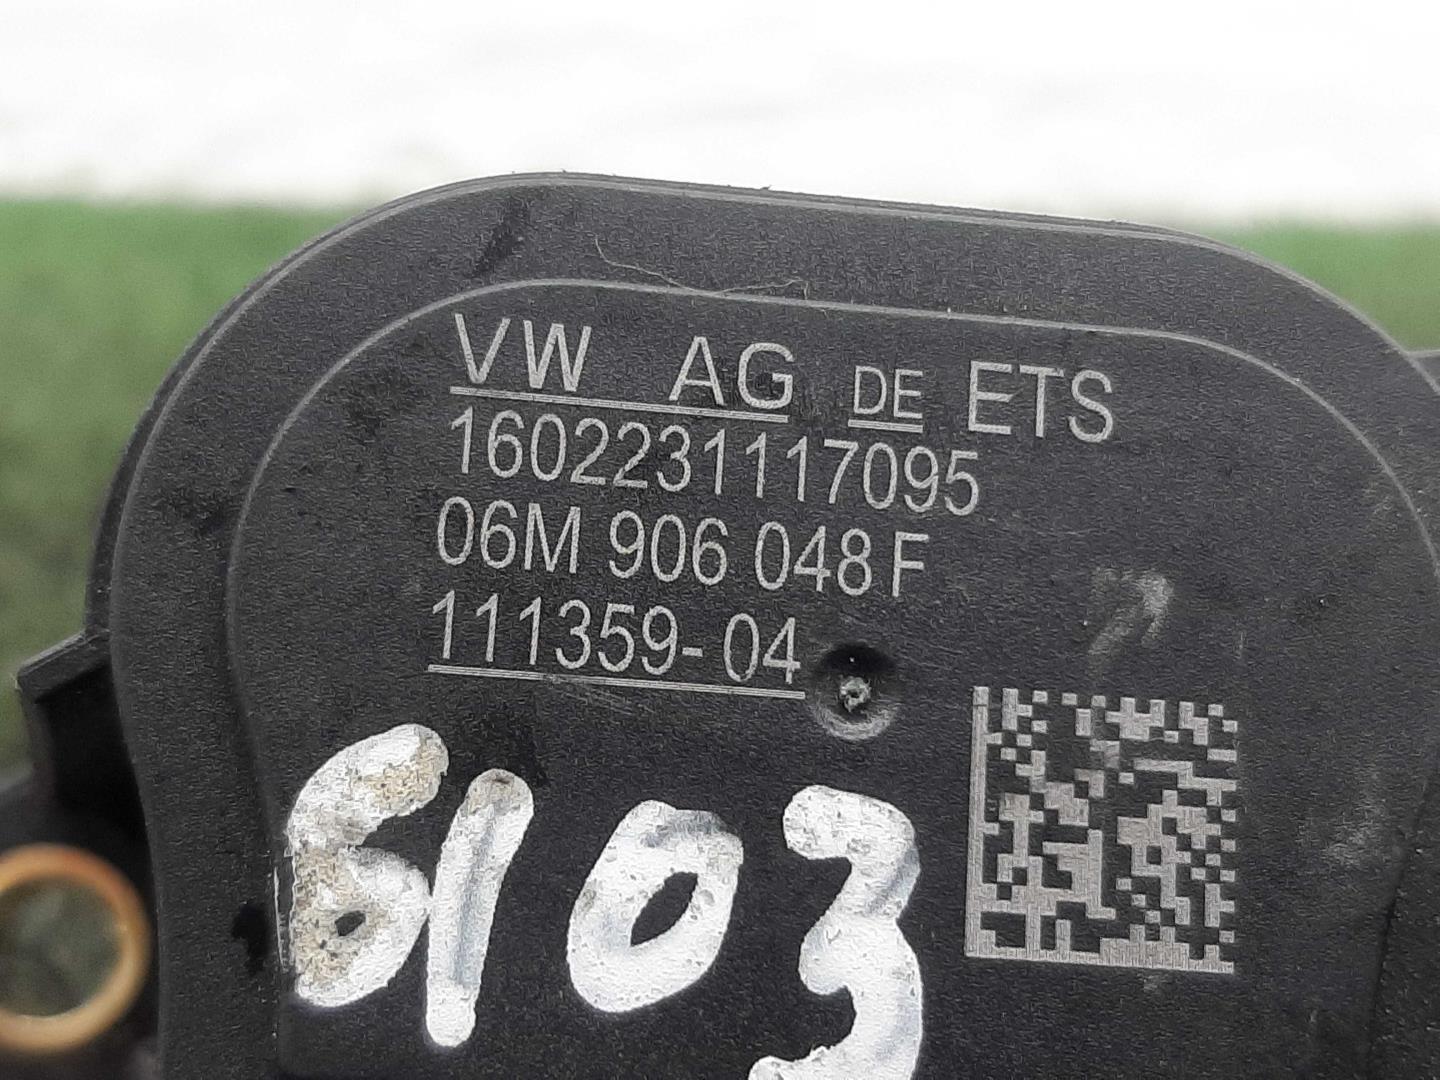 VW AG DE ETS
1602231117095
06M 906 048 F
111359-04
6103